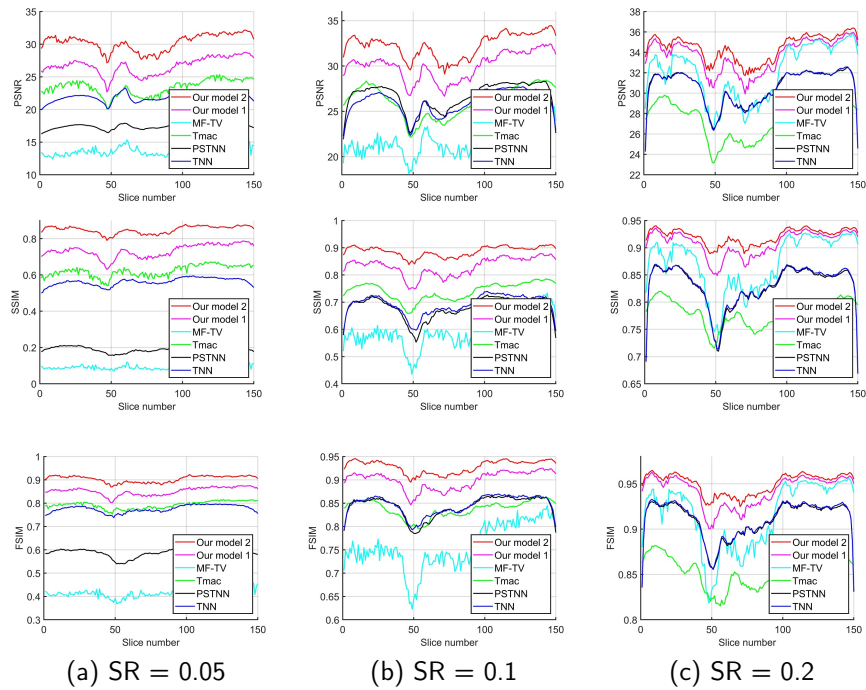 35
30
25
20
15
10
PSNR
0
50
100
150
Slice number
Our model 2
Our model 1
MF-TV
Tmac
PSTNN
TNN
35
30
25
20
PSNR
0
50
100
150
Slice number
Our model 2
Our model 1
MF-TV
Tmac
PSTNN
TNN
38
36
34
32
30
28
26
24
22
PSNR
0
50
100
150
Slice number
Our model 2
Our model 1
MF-TV
Tmac
PSTNN
TNN
0.8
0.6
0.4
0.2
0
SSIM
0
50
100
150
Slice number
Our model 2
Our model 1
MF-TV
Tmac
PSTNN
TNN
1
0.9
0.8
0.7
0.6
0.5
0.4
SSIM
0
50
100
150
Slice number
Our model 2
Our model 1
MF-TV
Tmac
PSTNN
TNN
0.95
0.9
0.85
0.8
0.75
0.7
0.65
SSIM
0
50
100
150
Slice number
Our model 2
Our model 1
MF-TV
Tmac
PSTNN
TNN
1
0.9
0.8
0.7
0.6
0.5
0.4
0.3
FSIM
0
50
100
150
Slice number
Our model 2
Our model 1
MF-TV
Tmac
PSTNN
TNN
0.95
0.9
0.85
0.8
0.75
0.7
0.65
0.6
FSIM
0
50
100
150
Slice number
Our model 2
Our model 1
MF-TV
Tmac
PSTNN
TNN
0.95
0.9
0.85
0.8
FSIM
0
50
100
150
Slice number
Our model 2
Our model 1
MF-TV
Tmac
PSTNN
TNN
(a) SR = 0.05
(b) SR = 0.1
(c) SR = 0.2